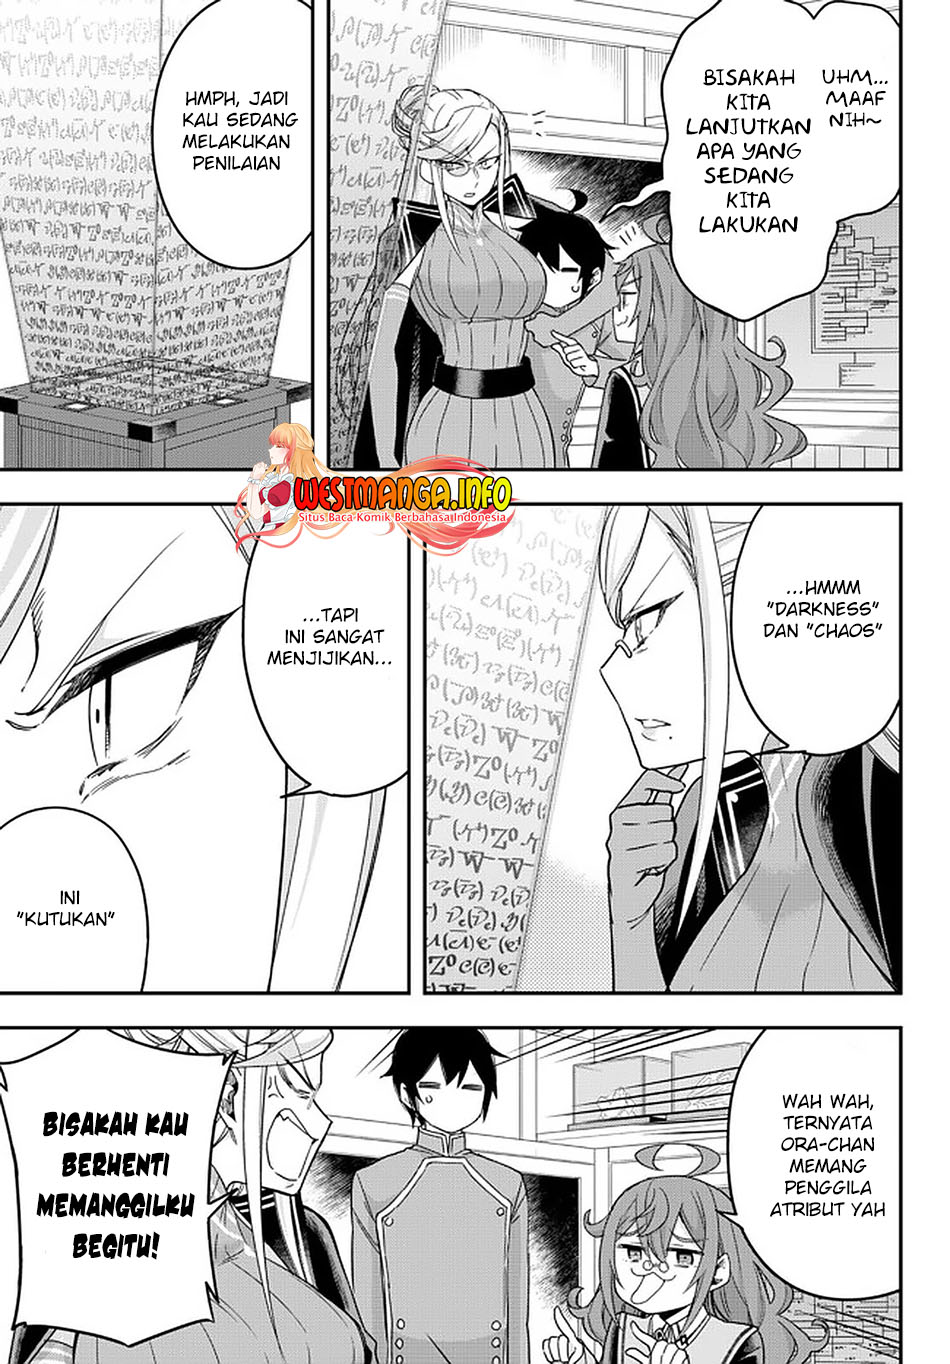 UHM...
MAAF
NIH~
BISAKAH
KITA
LANJUTKAN
APA YANG
SEDANG
KITA
LAKUKAN
HMPH, JADI
KAU SEDANG
MELAKUKAN
PENILAIAN
WESTMANGA.INFO
Situs Baca Komik Berbahasa Indonesia
...HMMM
"DARKNESS"
DAN "CHAOS"
...TAPI
INI SANGAT
MENJIJIKAN...
INI
"KUTUKAN"
WAH WAH,
TERNYATA
ORA-CHAN
MEMANG
PENGGILA
ATRIBUT YAH
BISAKAH KAU
BERHENTI
MEMANGGILKU
BEGITU!